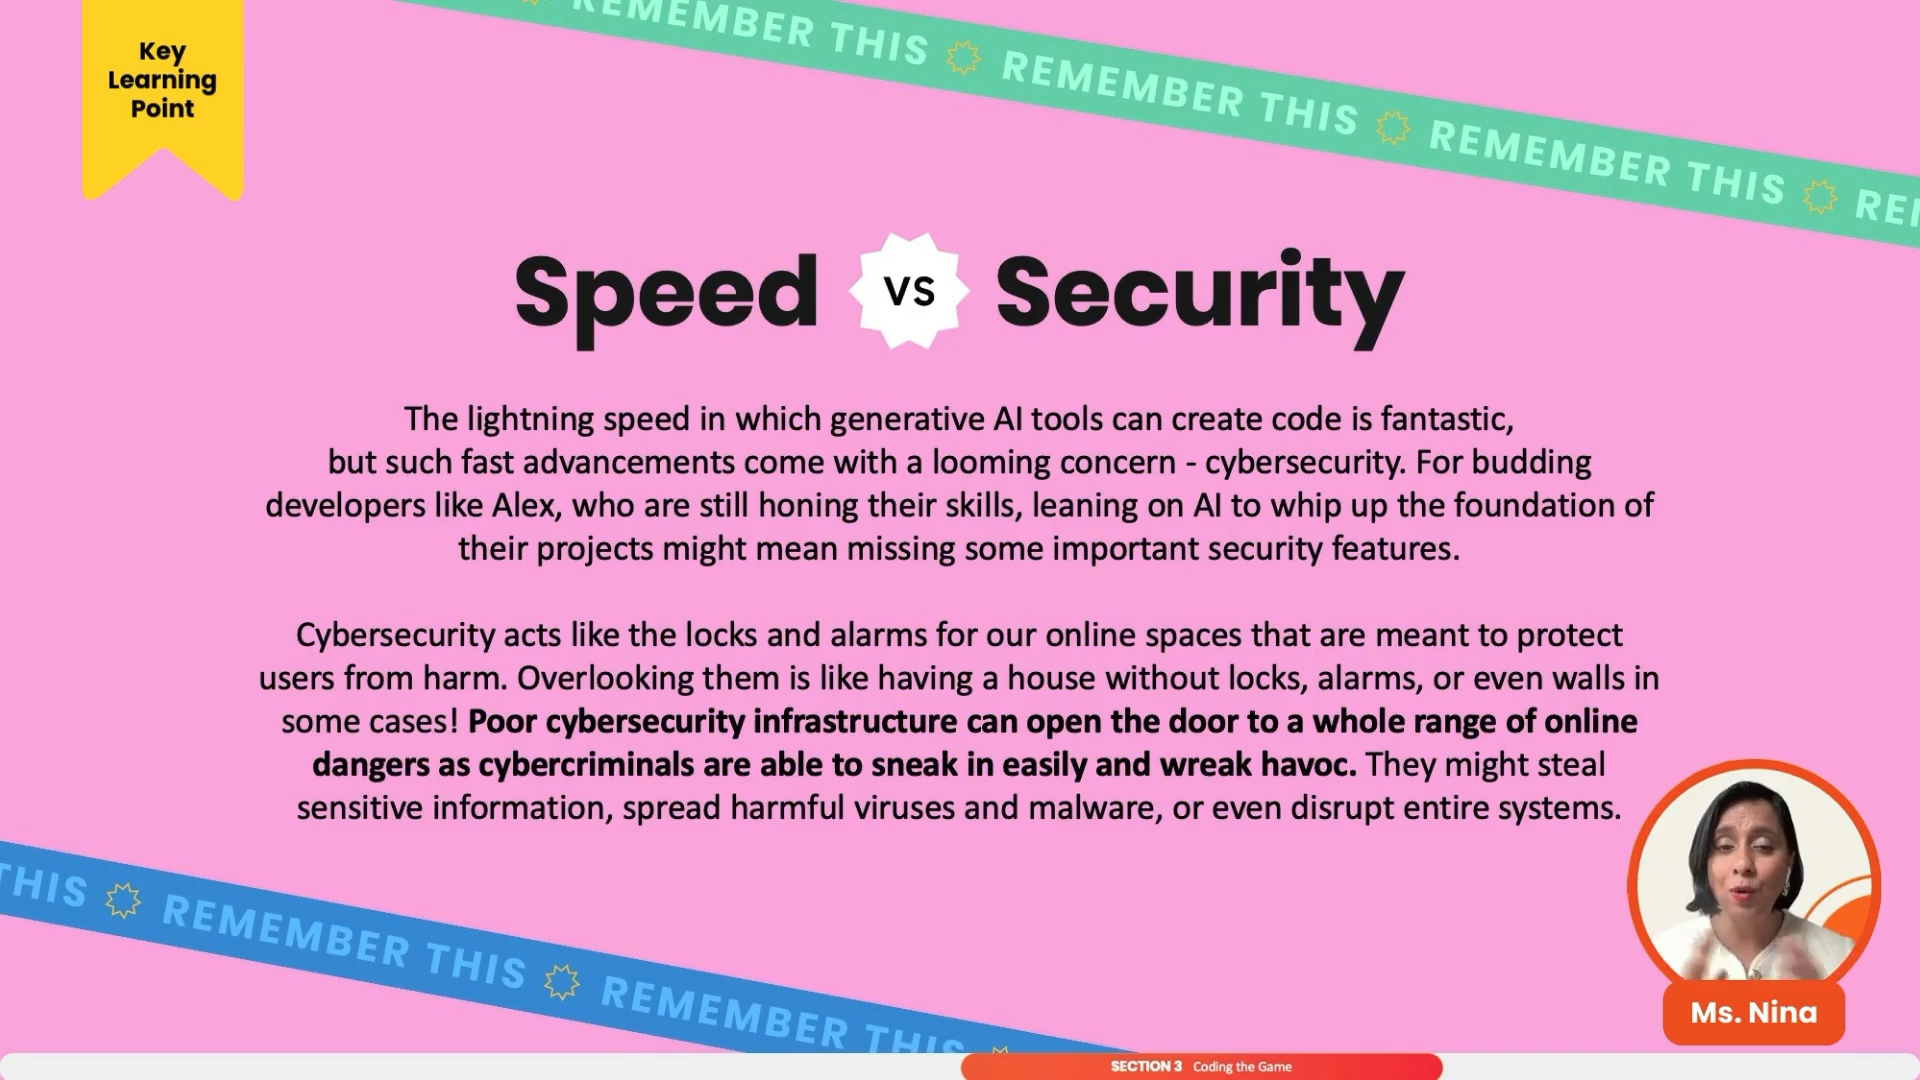 Key
Learning
Point
REMEMBER THIS REMEMBER THIS REMEMBER THIS
Speed vs Security
The lightning speed in which generative AI tools can create code is fantastic,
but such fast advancements come with a looming concern - cybersecurity. For budding
developers like Alex, who are still honing their skills, leaning on AI to whip up the foundation of
their projects might mean missing some important security features.
Cybersecurity acts like the locks and alarms for our online spaces that are meant to protect
users from harm. Overlooking them is like having a house without locks, alarms, or even walls in
some cases! Poor cybersecurity infrastructure can open the door to a whole range of online
dangers as cybercriminals are able to sneak in easily and wreak havoc. They might steal
sensitive information, spread harmful viruses and malware, or even disrupt entire systems.
THIS REMEMBER THIS REMEMBER THIS
Ms. Nina
SECTION 3 Coding the Game